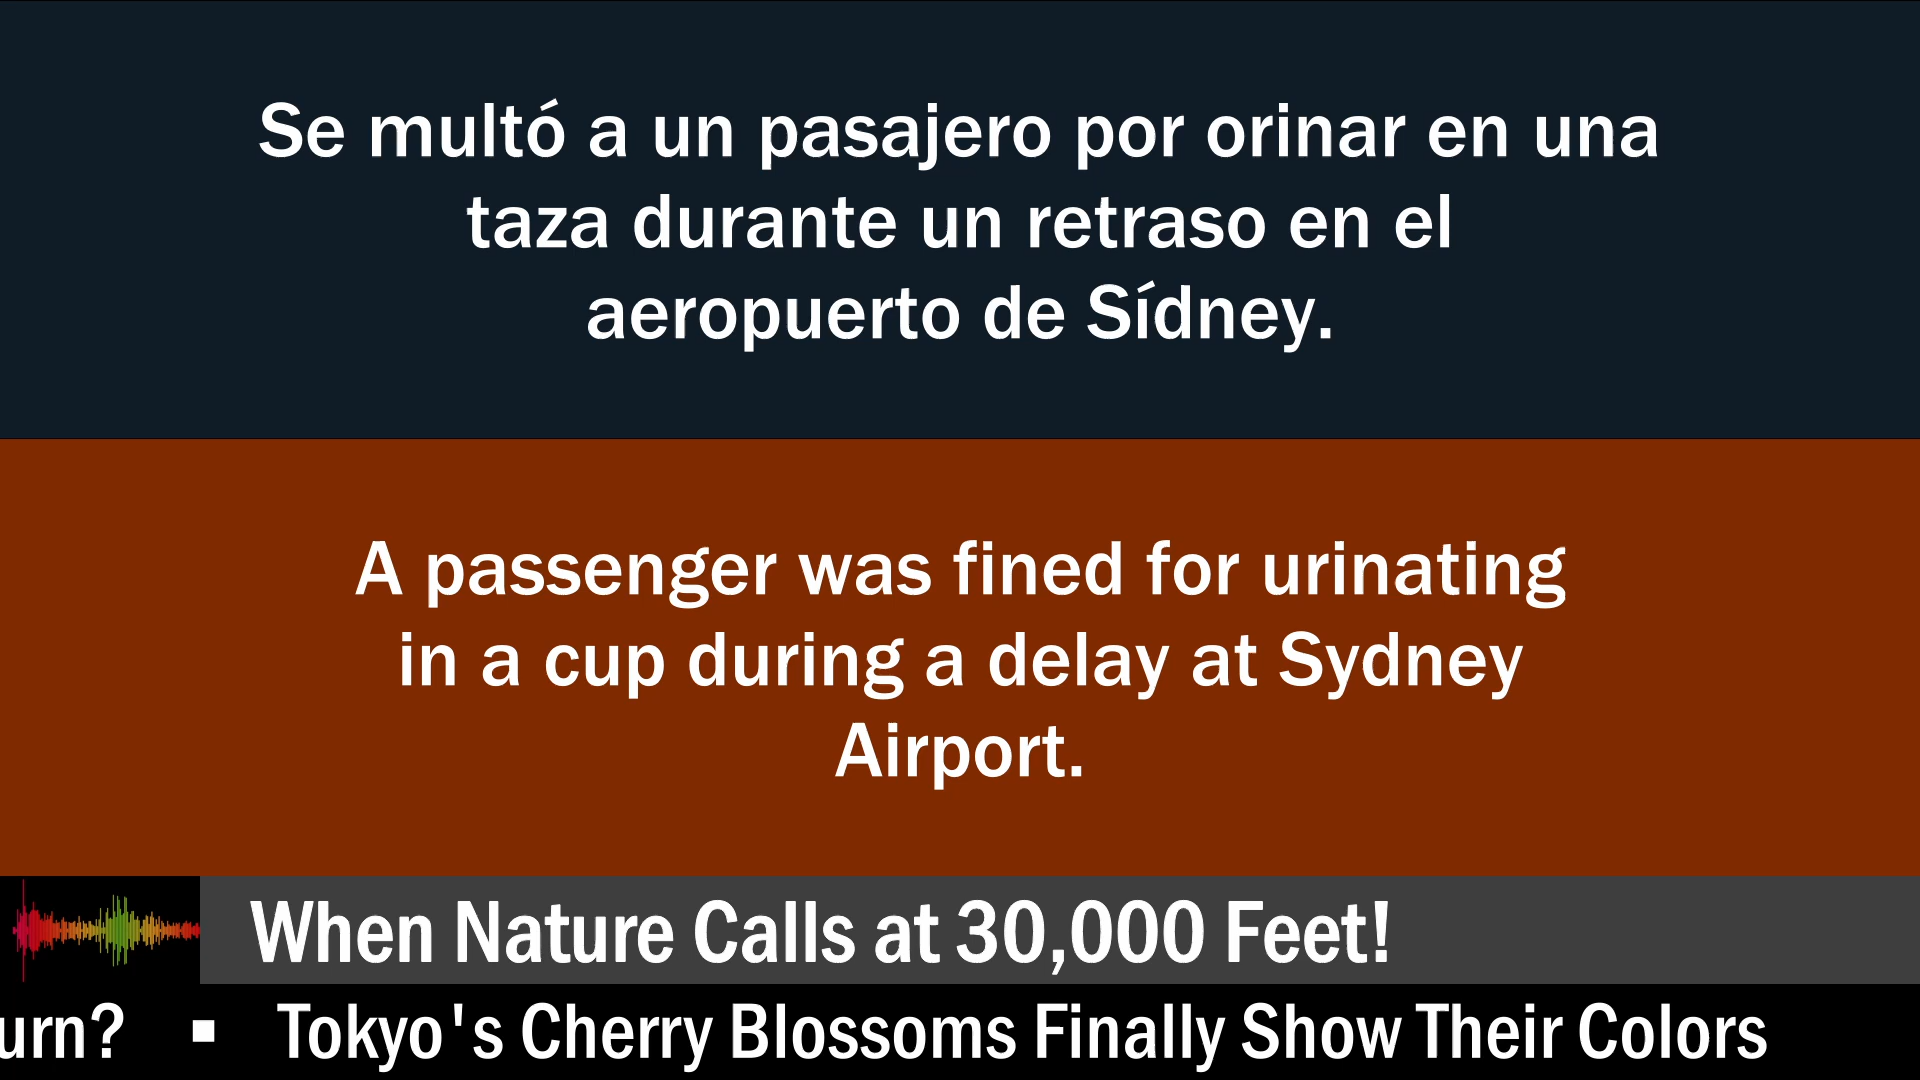 Se multó a un pasajero por orinar en una
taza durante un retraso en el
aeropuerto de Sídney.
A passenger was fined for urinating
in a cup during a delay at Sydney
Airport.
When Nature Calls at 30,000 Feet!
urn? ▪ Tokyo's Cherry Blossoms Finally Show Their Colors